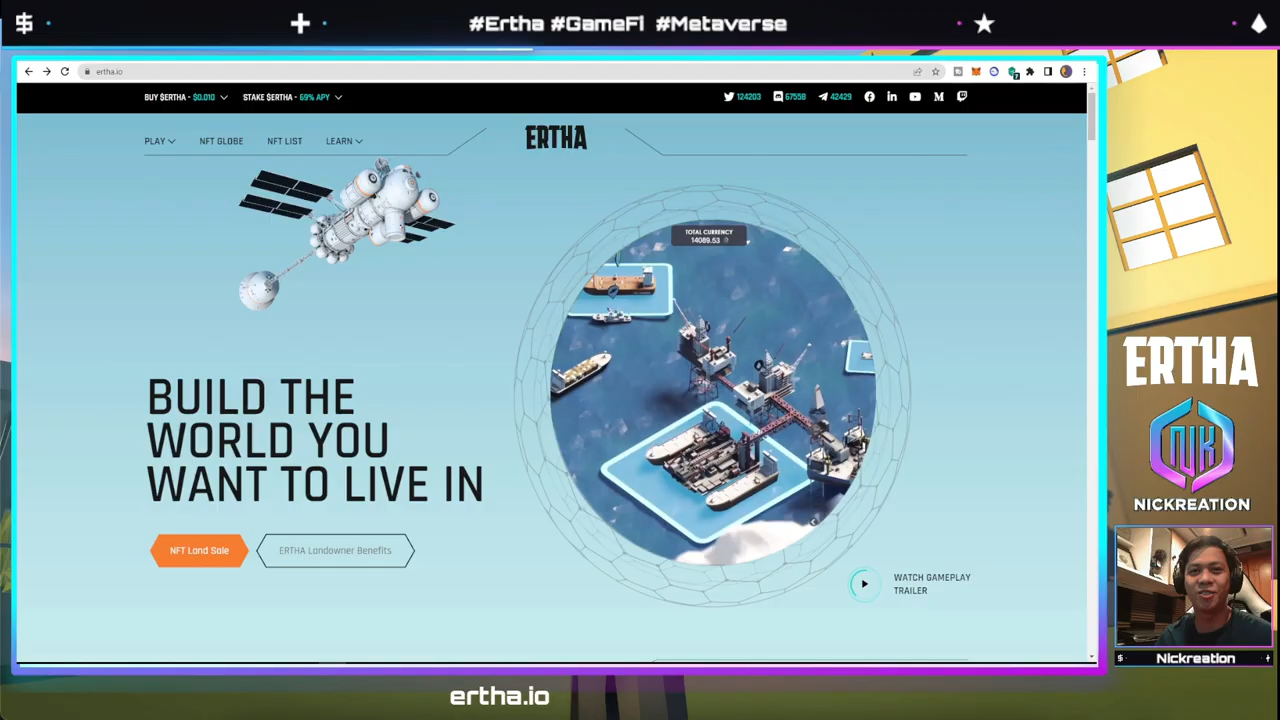 #Ertha #GameFi #Metaverse
ertha.io
BUY $ERTHA - $0.010
STAKE $ERTHA - 69% APY
124203
67558
42429
PLAY
NFT GLOBE
NFT LIST
LEARN
ERTHA
TOTAL CURRENCY
14089.53
BUILD THE
WORLD YOU
WANT TO LIVE IN
NFT Land Sale
ERTHA Landowner Benefits
WATCH GAMEPLAY
TRAILER
ERTHA
NK
NICKREATION
Nickreation
ertha.io